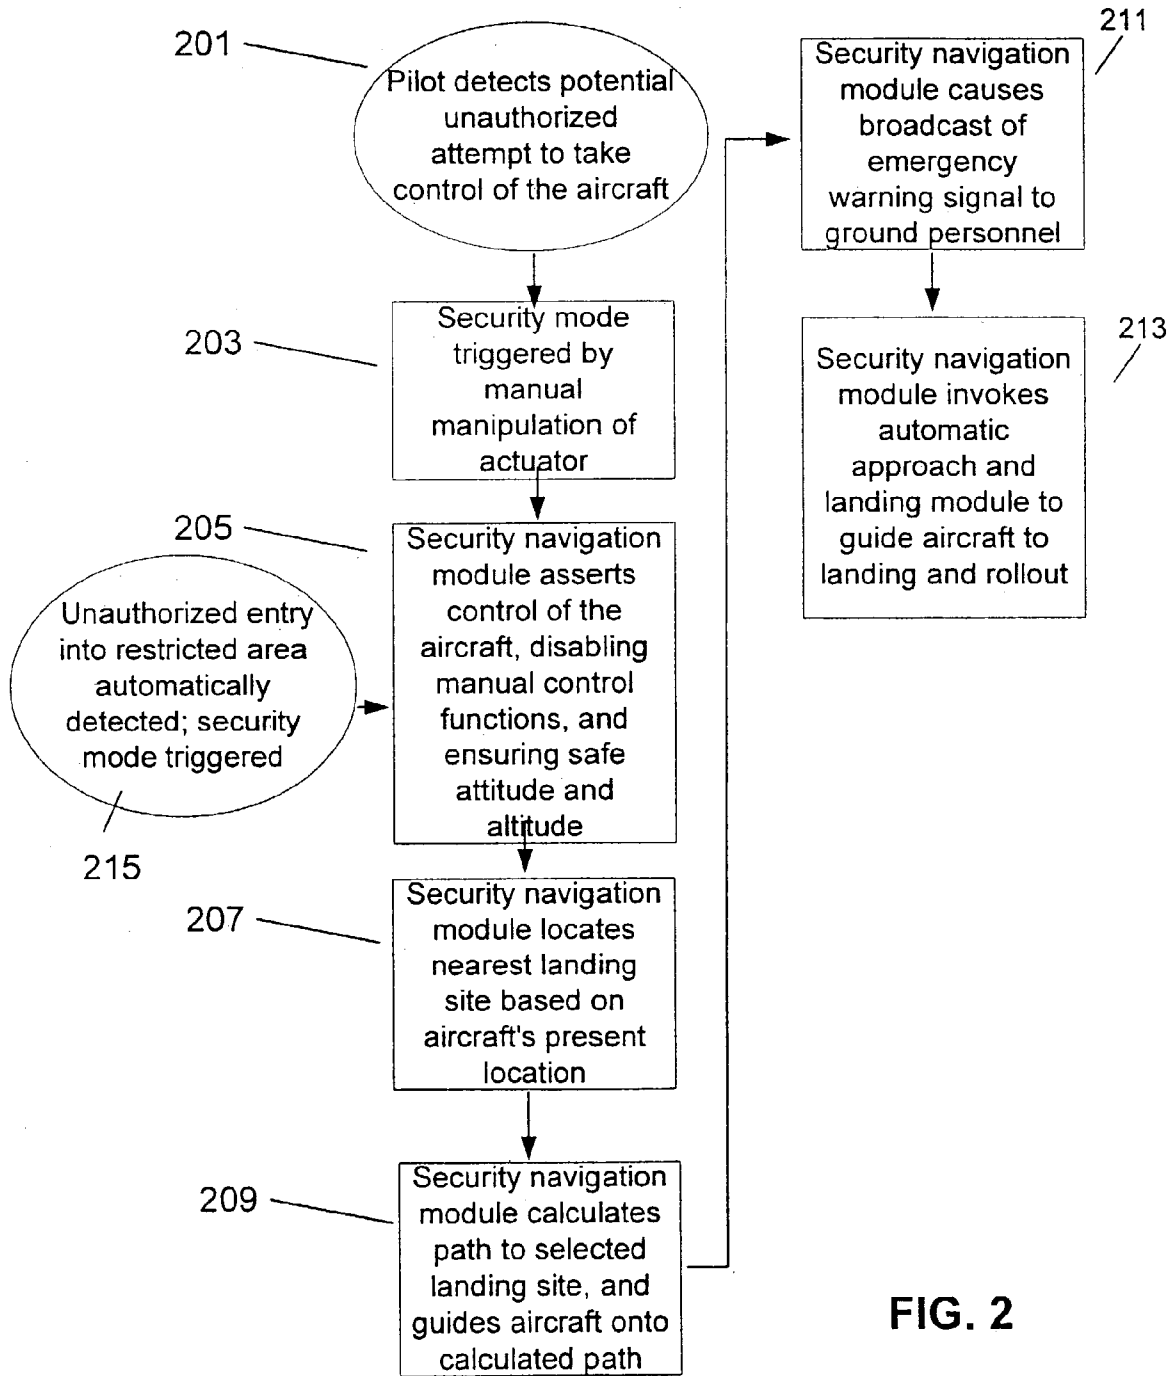 201
Pilot detects potential
unauthorized
attempt to take
control of the aircraft
203
Security mode
triggered by
manual
manipulation of
actuator
205
Security navigation
module asserts
control of the
aircraft, disabling
manual control
functions, and
ensuring safe
attitude and
altitude
Unauthorized entry
into restricted area
automatically
detected; security
mode triggered
215
207
Security navigation
module locates
nearest landing
site based on
aircraft's present
location
209
Security navigation
module calculates
path to selected
landing site, and
guides aircraft onto
calculated path
211
Security navigation
module causes
broadcast of
emergency
warning signal to
ground personnel
213
Security navigation
module invokes
automatic
approach and
landing module to
guide aircraft to
landing and rollout
FIG. 2